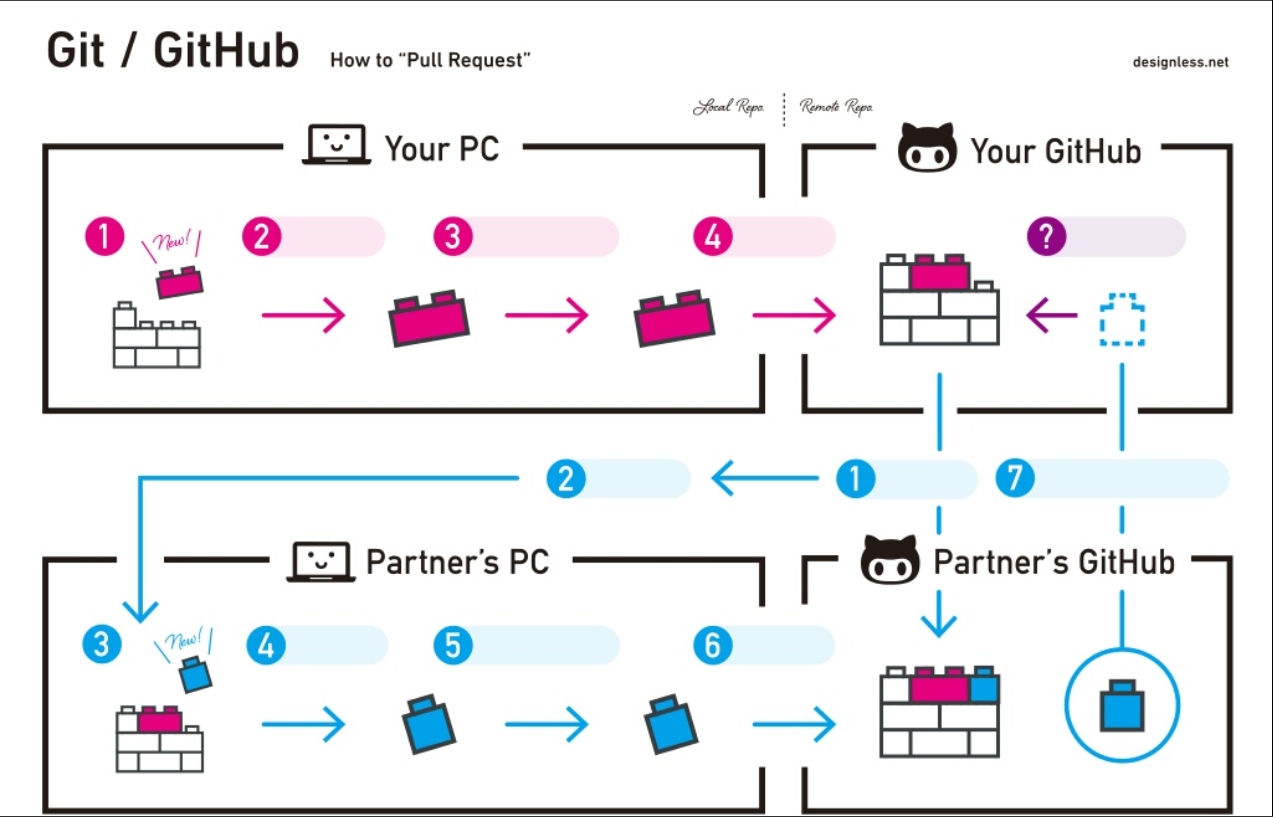 Git / GitHub How to “Pull Request”
designless.net
Local Repo. Remote Repo.
Your PC
Your GitHub
1 New! 2 3 4 ?
2 1 7
Partner's PC
Partner's GitHub
3 New! 4 5 6